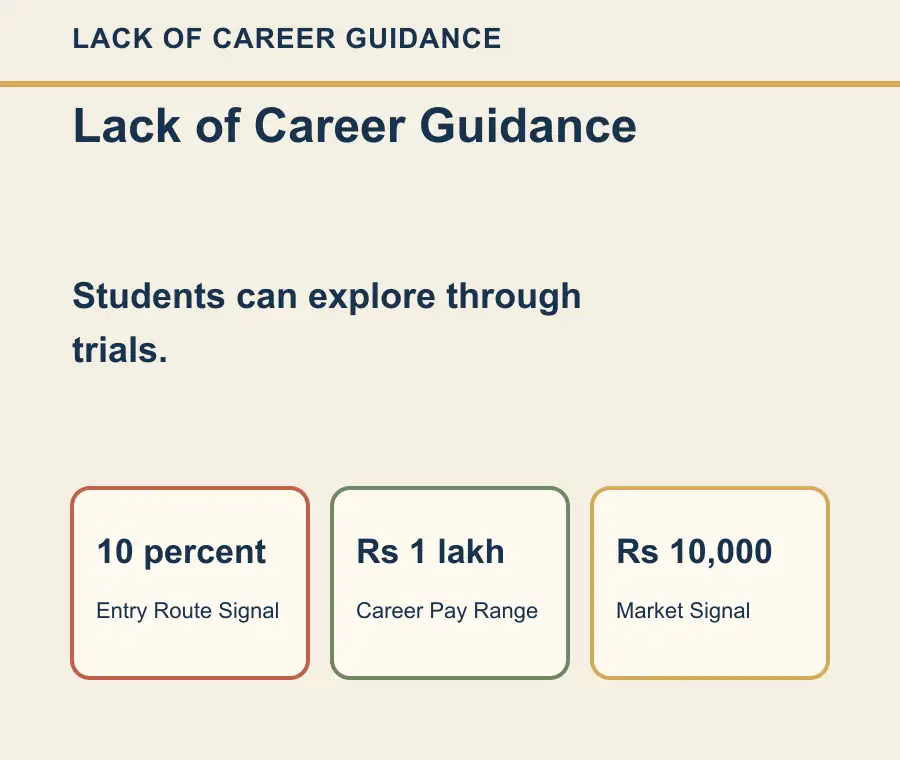 LACK OF CAREER GUIDANCE
Lack of Career Guidance
Students can explore through
trials.
10 percent
Entry Route Signal
Rs 1 lakh
Career Pay Range
Rs 10,000
Market Signal